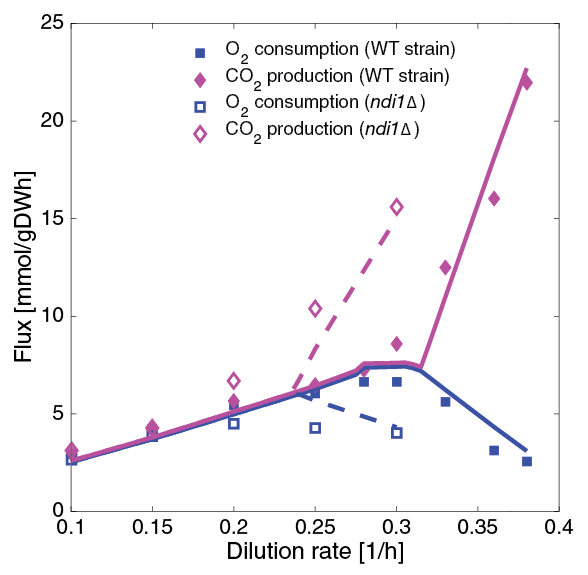 25
20
15
10
5
0
Flux [mmol/gDWh]
O2 consumption (WT strain)
CO2 production (WT strain)
O2 consumption (ndi1Δ)
CO2 production (ndi1Δ)
0.1 0.15 0.2 0.25 0.3 0.35 0.4
Dilution rate [1/h]